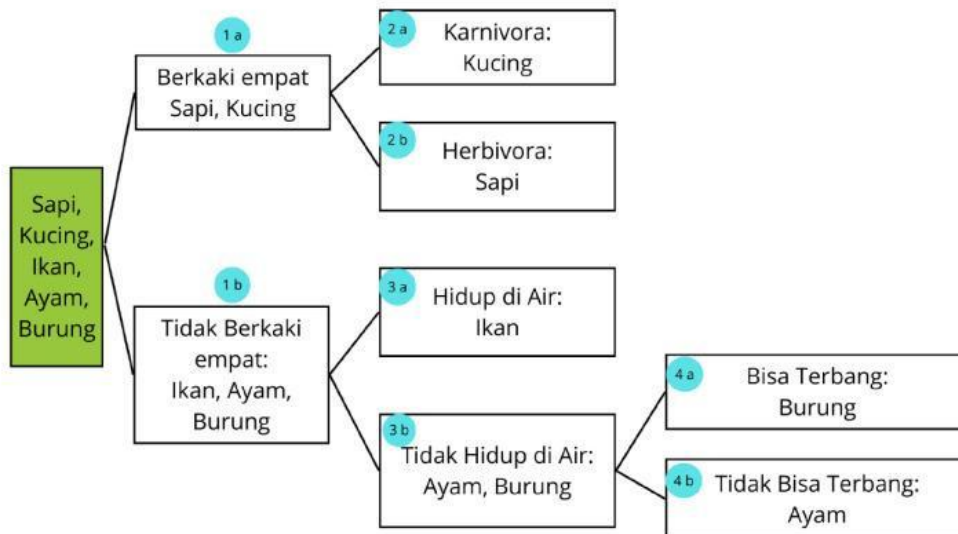 Sapi,
Kucing,
Ikan,
Ayam,
Burung
1 a
Berkaki empat
Sapi, Kucing
2 a
Karnivora:
Kucing
2 b
Herbivora:
Sapi
1 b
Tidak Berkaki
empat:
Ikan, Ayam,
Burung
3 a
Hidup di Air:
Ikan
3 b
Tidak Hidup di Air:
Ayam, Burung
4 a
Bisa Terbang:
Burung
4 b
Tidak Bisa Terbang:
Ayam